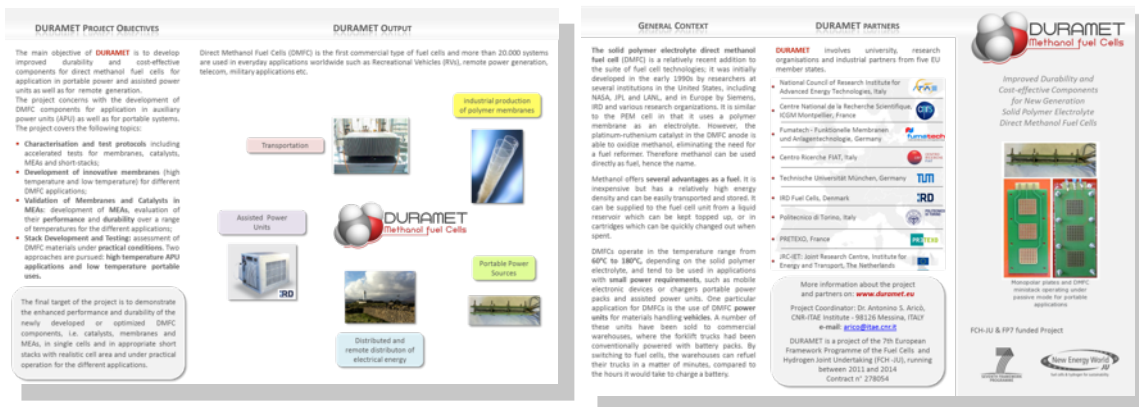 DURAMET PROJECT OBJECTIVES
The main objective of DURAMET is to develop
improved durability and cost-effective
components for direct methanol fuel cells for
application in portable power and assisted power
units as well as for remote generation.
The project concerns with the development of
DMFC components for application in auxiliary
power units (APU) as well as for portable systems.
The project covers the following topics:
• Characterisation and test protocols including
accelerated tests for membranes, catalysts,
MEAs and short-stacks;
• Development of innovative membranes (high
temperature and low temperature) for different
DMFC applications;
• Validation of Membranes and Catalysts in
MEAs: development of MEAs, evaluation of
their performance and durability over a range
of temperatures for the different applications;
• Stack Development and Testing: assessment of
DMFC materials under practical conditions. Two
approaches are pursued: high temperature APU
applications and low temperature portable
uses.
The final target of the project is to demonstrate
the enhanced performance and durability of the
newly developed or optimized DMFC
components, i.e. catalysts, membranes and
MEAs, in single cells and in appropriate short
stacks with realistic cell area and under practical
operation for the different applications.
DURAMET OUTPUT
Direct Methanol Fuel Cells (DMFC) is the first commercial type of fuel cells and more than 20.000 systems
are used in everyday applications worldwide such as Recreational Vehicles (RVs), remote power generation,
telecom, military applications etc.
industrial production
of polymer membranes
Transportation
Assisted Power
Units
IRD
DURAMET
Methanol fuel Cells
Portable Power
Sources
Distributed and
remote distributon of
electrical energy
GENERAL CONTEXT
The solid polymer electrolyte direct methanol
fuel cell (DMFC) is a relatively recent addition to
the suite of fuel cell technologies; it was initially
developed in the early 1990s by researchers at
several institutions in the United States, including
NASA, JPL and LANL, and in Europe by Siemens,
IRD and various research organizations. It is similar
to the PEM cell in that it uses a polymer
membrane as an electrolyte. However, the
platinum-ruthenium catalyst in the DMFC anode is
able to oxidize methanol, eliminating the need for
a fuel reformer. Therefore methanol can be used
directly as fuel, hence the name.
Methanol offers several advantages as a fuel. It is
inexpensive but has a relatively high energy
density and can be easily transported and stored. It
can be supplied to the fuel cell unit from a liquid
reservoir which can be kept topped up, or in
cartridges which can be quickly changed out when
spent.
DMFCs operate in the temperature range from
60°C to 180°C, depending on the solid polymer
electrolyte, and tend to be used in applications
with small power requirements, such as mobile
electronic devices or chargers portable power
packs and assisted power units. One particular
application for DMFCs is the use of DMFC power
units for materials handling vehicles. A number of
these units have been sold to commercial
warehouses, where the forklift trucks had been
conventionally powered with battery packs. By
switching to fuel cells, the warehouses can refuel
their trucks in a matter of minutes, compared to
the hours it would take to charge a battery.
DURAMET PARTNERS
DURAMET involves university, research
organisations and industrial partners from five EU
member states.
• National Council of Research Institute for
Advanced Energy Technologies, Italy
• Centre National de la Recherche Scientifique,
ICGM Montpellier, France
CNRS
• Fumatech - Funktionelle Membranen
und Anlagentechnologie, Germany
fumatech
• Centro Ricerche FIAT, Italy
• Technische Universität München, Germany
TUM
• IRD Fuel Cells, Denmark
IRD
• Politecnico di Torino, Italy
• PRETEXO, France
PRETEXO
• JRC-IET: Joint Research Centre, Institute for
Energy and Transport, The Netherlands
More information about the project
and partners on: www.duramet.eu
Project Coordinator: Dr. Antonino S. Aricò,
CNR-ITAE Institute - 98126 Messina, ITALY
e-mail: arico@itae.cnr.it
DURAMET is a project of the 7th European
Framework Programme of the Fuel Cells and
Hydrogen Joint Undertaking (FCH -JU), running
between 2011 and 2014
Contract n° 278054
DURAMET
Methanol fuel Cells
Improved Durability and
Cost-effective Components
for New Generation
Solid Polymer Electrolyte
Direct Methanol Fuel Cells
Monopolar plates and DMFC
ministack operating under
passive mode for portable
applications
FCH-JU & FP7 funded Project
SEVENTH FRAMEWORK
PROGRAMME
New Energy World
JU
fuel cells & hydrogen for sustainability